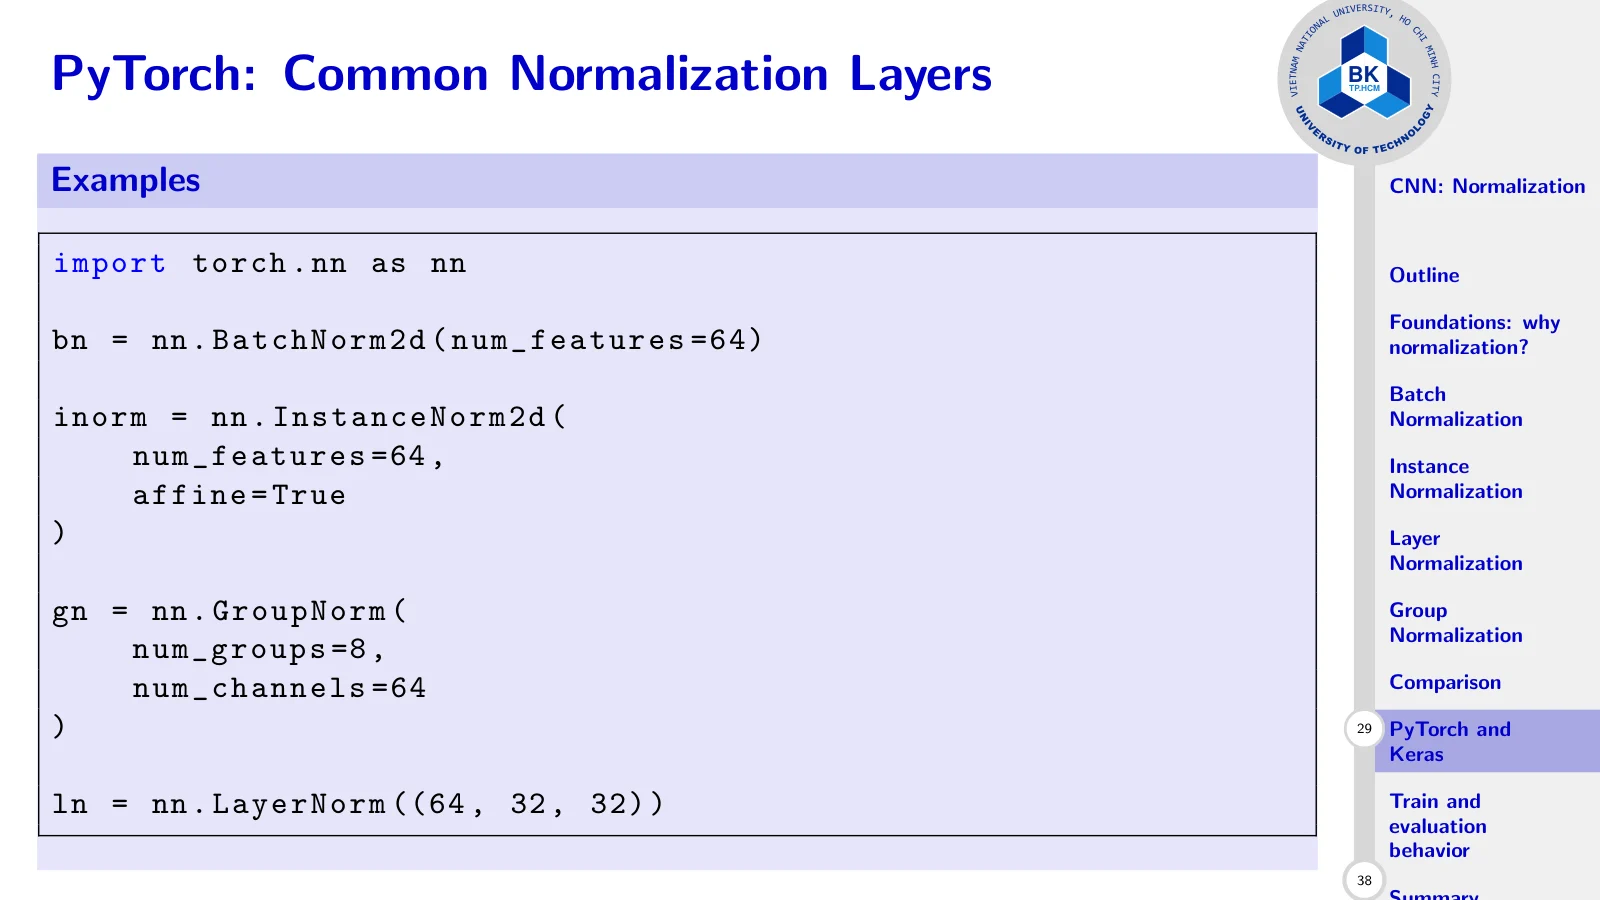 PyTorch: Common Normalization Layers
Examples
import torch.nn as nn
bn = nn.BatchNorm2d(num_features=64)
inorm = nn.InstanceNorm2d(
    num_features=64,
    affine=True
)
gn = nn.GroupNorm(
    num_groups=8,
    num_channels=64
)
ln = nn.LayerNorm((64, 32, 32))
VIETNAM NATIONAL UNIVERSITY, HO CHI MINH CITY
BK
TP.HCM
UNIVERSITY OF TECHNOLOGY
CNN: Normalization
Outline
Foundations: why
normalization?
Batch
Normalization
Instance
Normalization
Layer
Normalization
Group
Normalization
Comparison
29
PyTorch and
Keras
Train and
evaluation
behavior
38
Summary